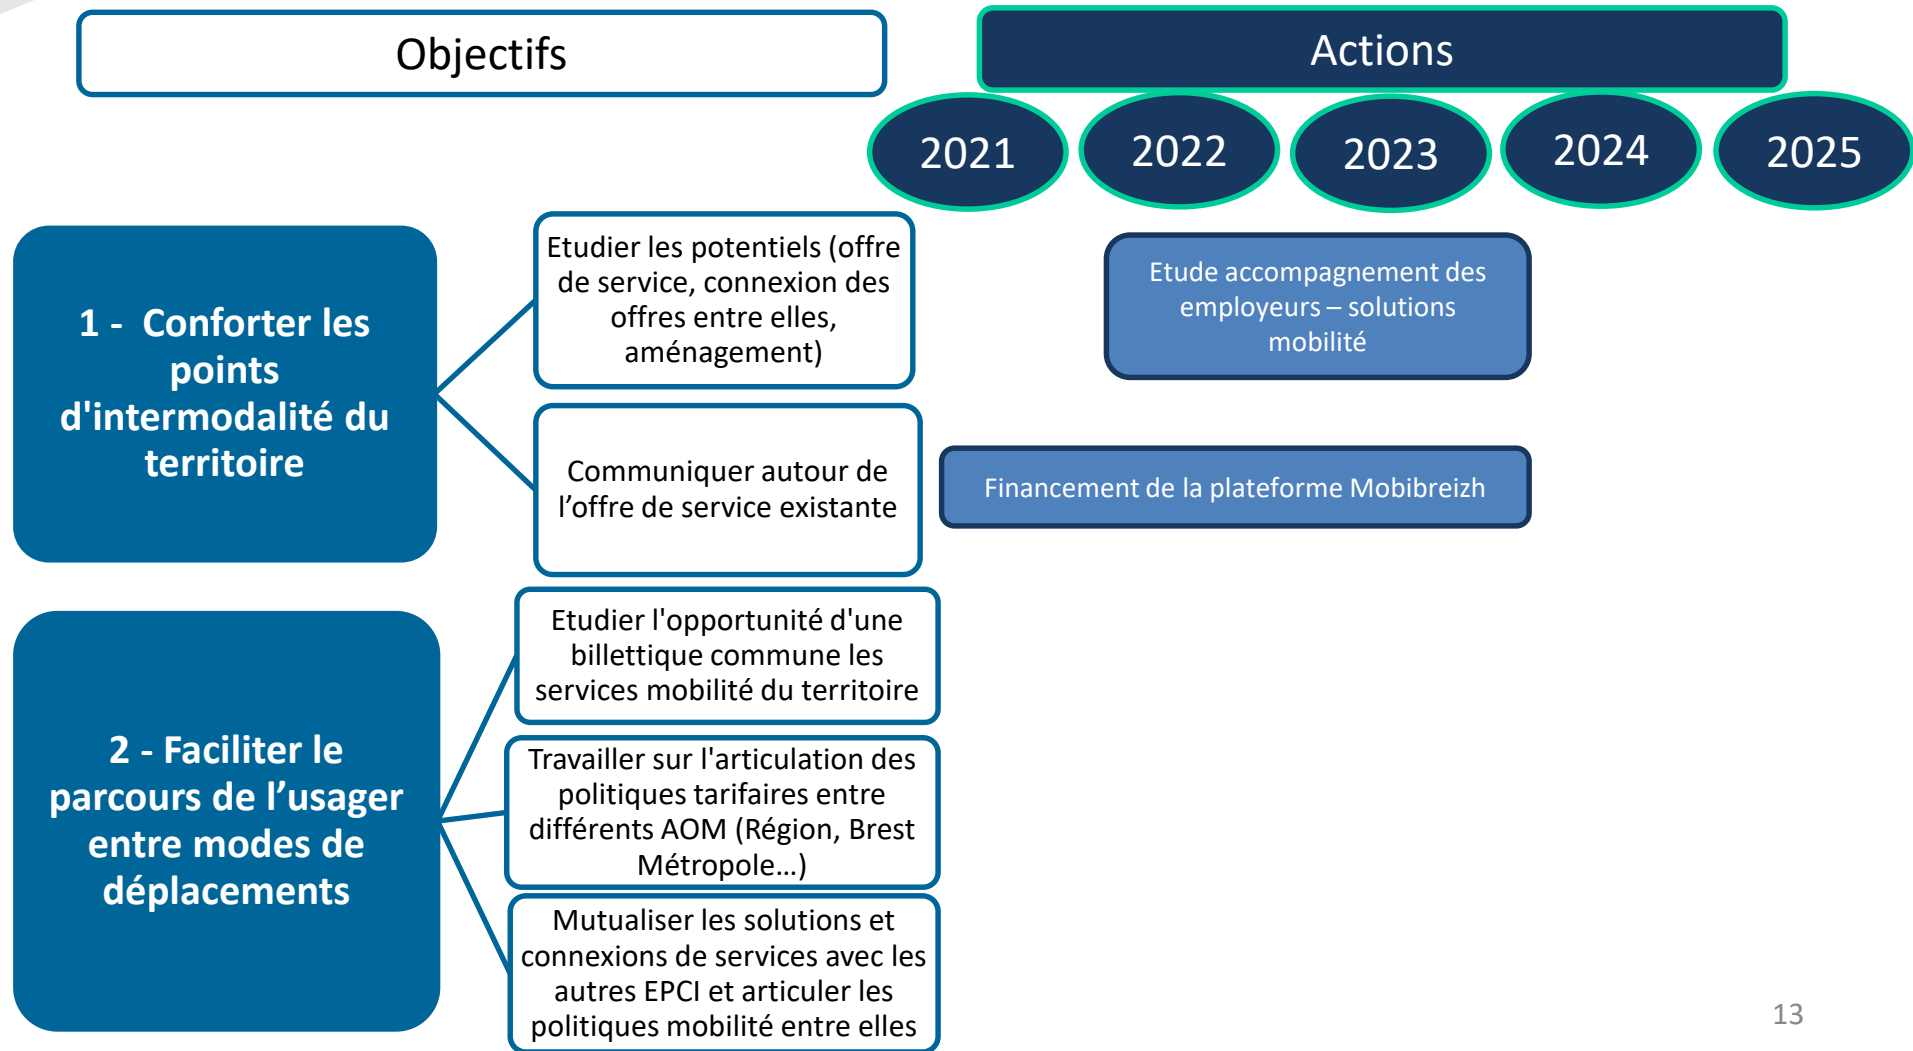 Objectifs
Actions
2021
2022
2023
2024
2025
1 - Conforter les
points
d'intermodalité du
territoire
Etudier les potentiels (offre
de service, connexion des
offres entre elles,
aménagement)
Etude accompagnement des
employeurs – solutions
mobilité
Communiquer autour de
l’offre de service existante
Financement de la plateforme Mobibreizh
2 - Faciliter le
parcours de l’usager
entre modes de
déplacements
Etudier l'opportunité d'une
billettique commune les
services mobilité du territoire
Travailler sur l'articulation des
politiques tarifaires entre
différents AOM (Région, Brest
Métropole…)
Mutualiser les solutions et
connexions de services avec les
autres EPCI et articuler les
politiques mobilité entre elles
13